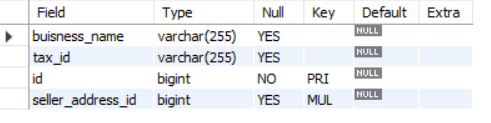 Field Type Null Key Default Extra
buisness_name varchar(255) YES NULL
tax_id varchar(255) YES NULL
id bigint NO PRI NULL
seller_address_id bigint YES MUL NULL